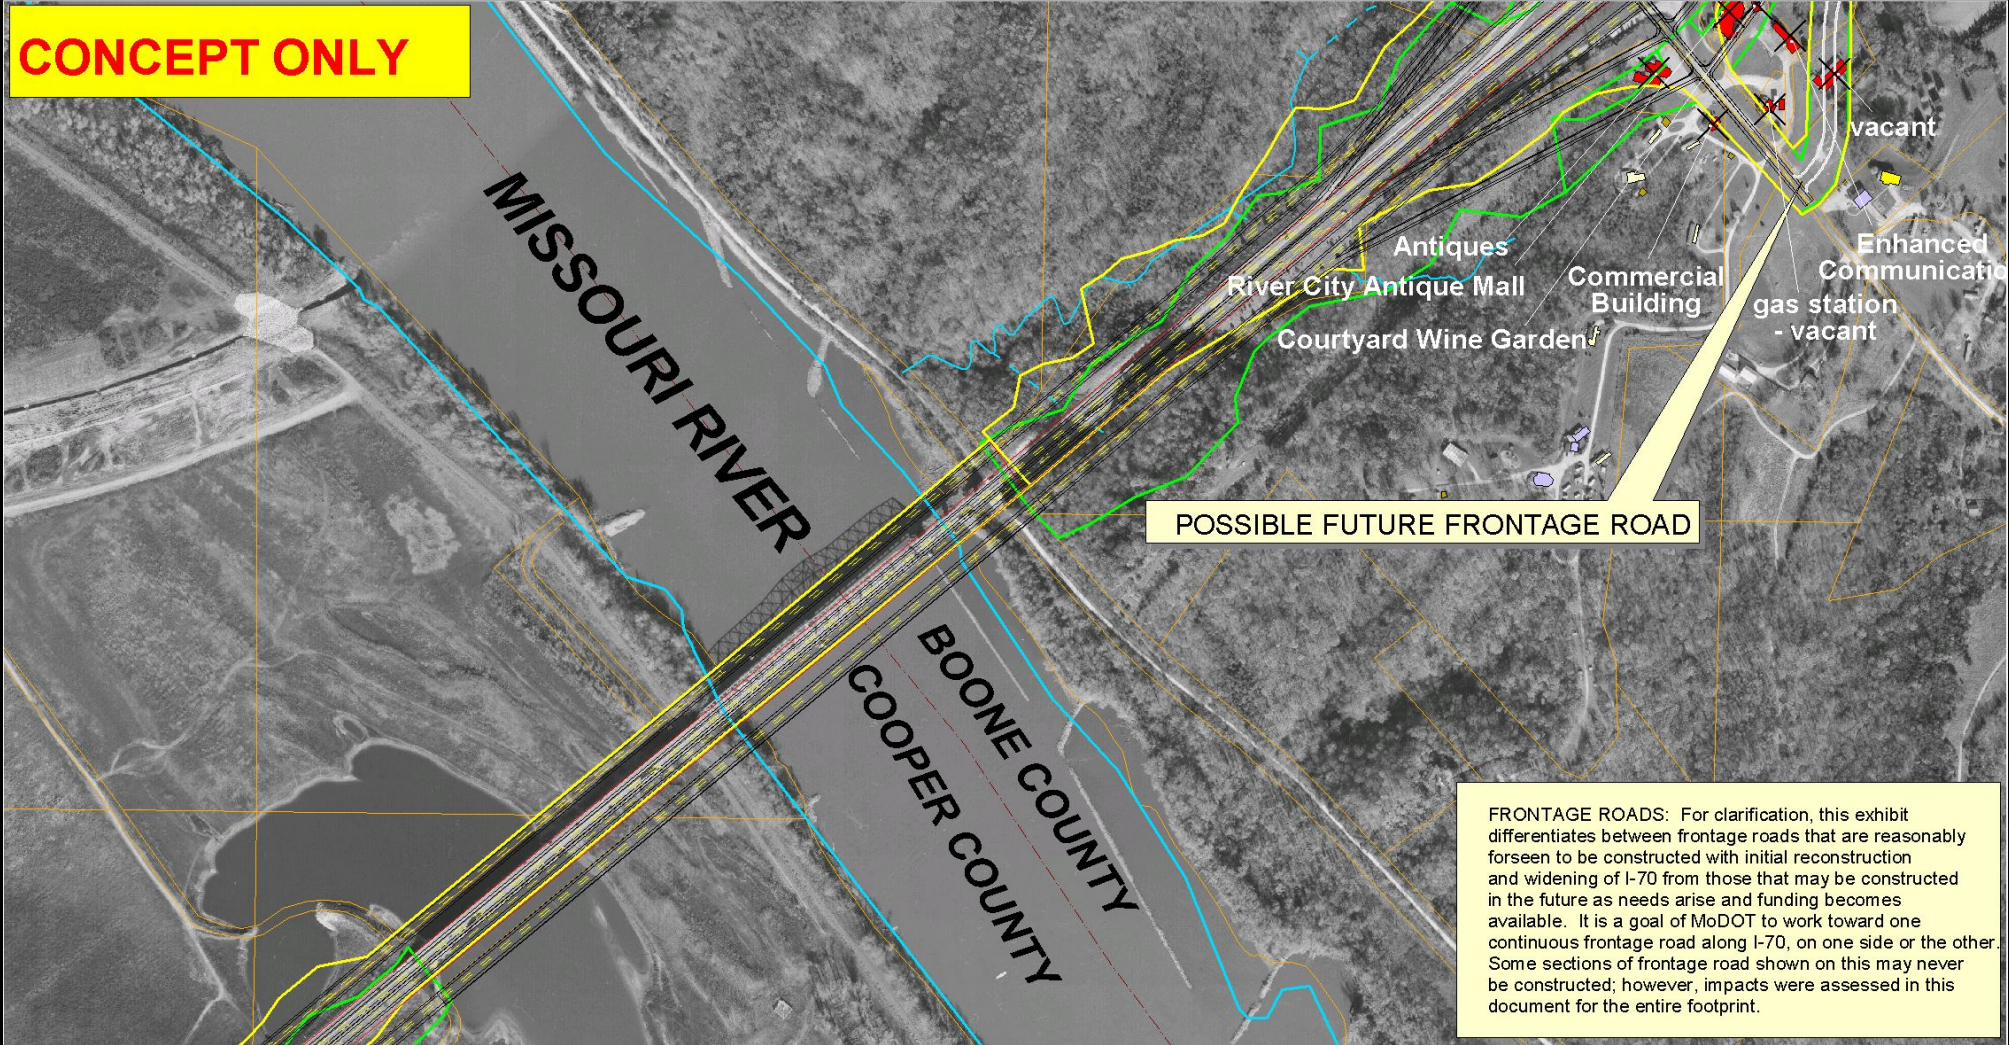 CONCEPT ONLY
MISSOURI RIVER
vacant
Antiques
River City Antique Mall
Courtyard Wine Garden
Commercial
Building
gas station
- vacant
Enhanced
Communicatio
POSSIBLE FUTURE FRONTAGE ROAD
BOONE COUNTY
COOPER COUNTY
FRONTAGE ROADS: For clarification, this exhibit
differentiates between frontage roads that are reasonably
forseen to be constructed with initial reconstruction
and widening of I-70 from those that may be constructed
in the future as needs arise and funding becomes
available. It is a goal of MoDOT to work toward one
continuous frontage road along I-70, on one side or the other.
Some sections of frontage road shown on this may never
be constructed; however, impacts were assessed in this
document for the entire footprint.